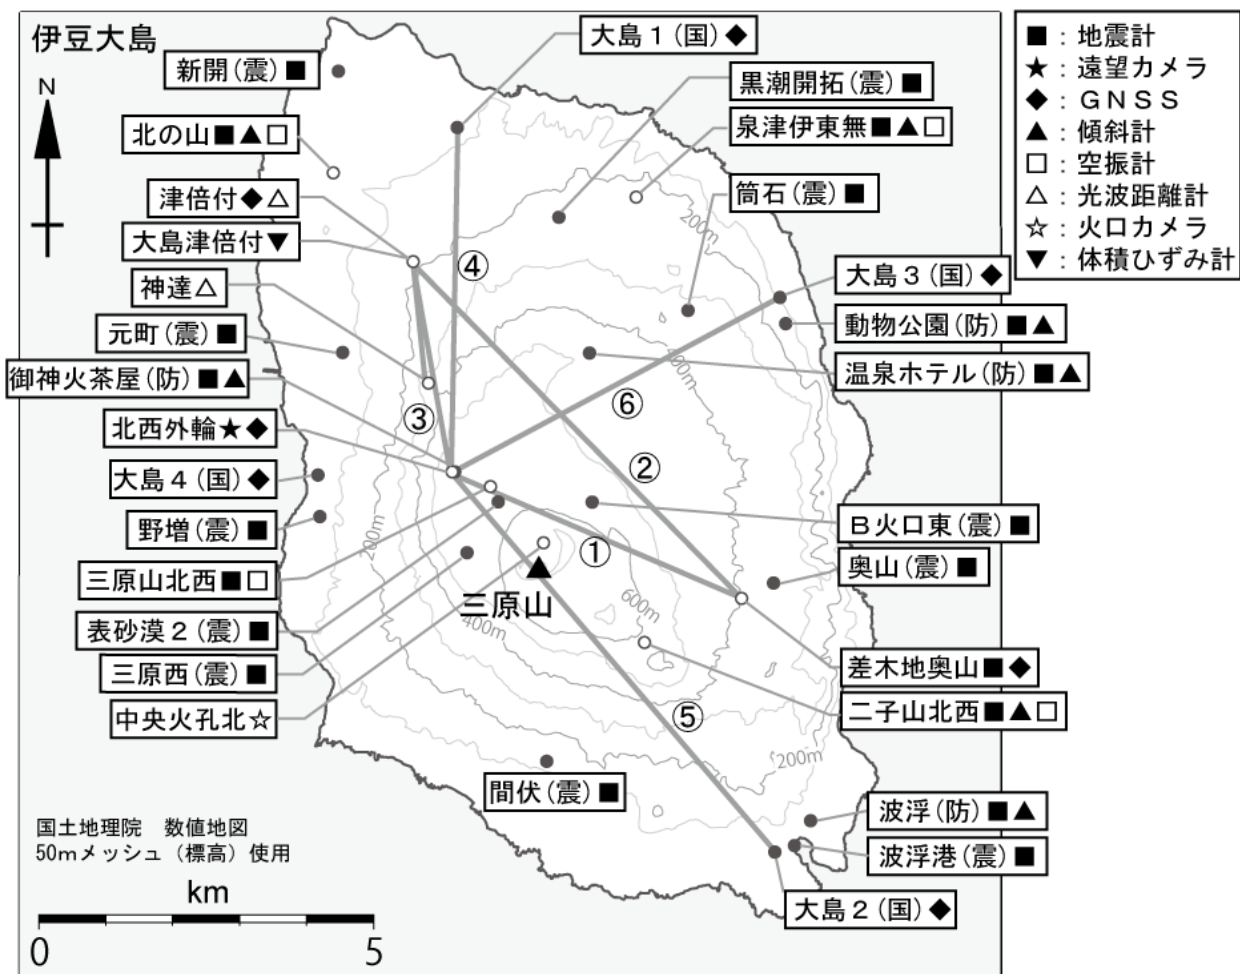 伊豆大島
N
新開(震)■
北の山■▲□
津倍付◆△
大島津倍付▼
神達△
元町(震)■
御神火茶屋(防)■▲
北西外輪★◆
大島4(国)◆
野増(震)■
三原山北西■□
表砂漠2(震)■
三原西(震)■
中央火孔北☆
大島1(国)◆
黒潮開拓(震)■
泉津伊東無■▲□
筒石(震)■
大島3(国)◆
動物公園(防)■▲
温泉ホテル(防)■▲
B火口東(震)■
奥山(震)■
差木地奥山■◆
二子山北西■▲□
波浮(防)■▲
波浮港(震)■
大島2(国)◆
間伏(震)■
三原山
④
③
⑥
②
①
⑤
200m
200m
600m
400m
200m
■:地震計
★:遠望カメラ
◆:GNSS
▲:傾斜計
□:空振計
△:光波距離計
☆:火口カメラ
▼:体積ひずみ計
国土地理院 数値地図
50mメッシュ(標高)使用
km
0 5